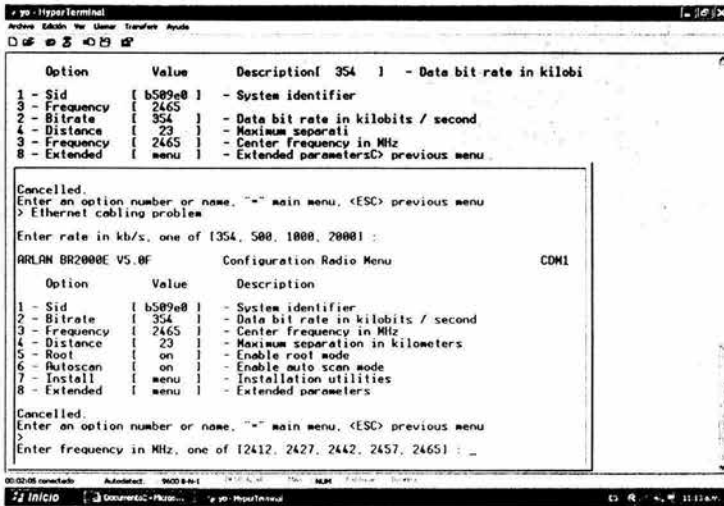 yo - HyperTerminal
Archivo Edición Ver Llamar Transferir Ayuda
Option Value Description[ 354 ] - Data bit rate in kilobi
1 - Sid [ b509e0 ] - System identifier
3 - Frequency [ 2465
2 - Bitrate [ 354 ] - Data bit rate in kilobits / second
4 - Distance [ 23 ] - Maximum separati
3 - Frequency [ 2465 ] - Center frequency in MHz
8 - Extended [ menu ] - Extended parametersC> previous menu
Cancelled.
Enter an option number or name, "=" main menu, <ESC> previous menu
> Ethernet cabling problem
Enter rate in kb/s, one of [354, 500, 1000, 2000] :
ARLAN BR2000E V5.0F Configuration Radio Menu COM1
Option Value Description
1 - Sid [ b509e0 ] - System identifier
2 - Bitrate [ 354 ] - Data bit rate in kilobits / second
3 - Frequency [ 2465 ] - Center frequency in MHz
4 - Distance [ 23 ] - Maximum separation in kilometers
5 - Root [ on ] - Enable root mode
6 - Autoscan [ on ] - Enable auto scan mode
7 - Install [ menu ] - Installation utilities
8 - Extended [ menu ] - Extended parameters
Cancelled.
Enter an option number or name, "=" main menu, <ESC> previous menu
>
Enter frequency in MHz, one of [2412, 2427, 2442, 2457, 2465] : _
00:02:05 conectado Autodetect. 9600 8-N-1 NUM
Inicio yo - HyperTerminal